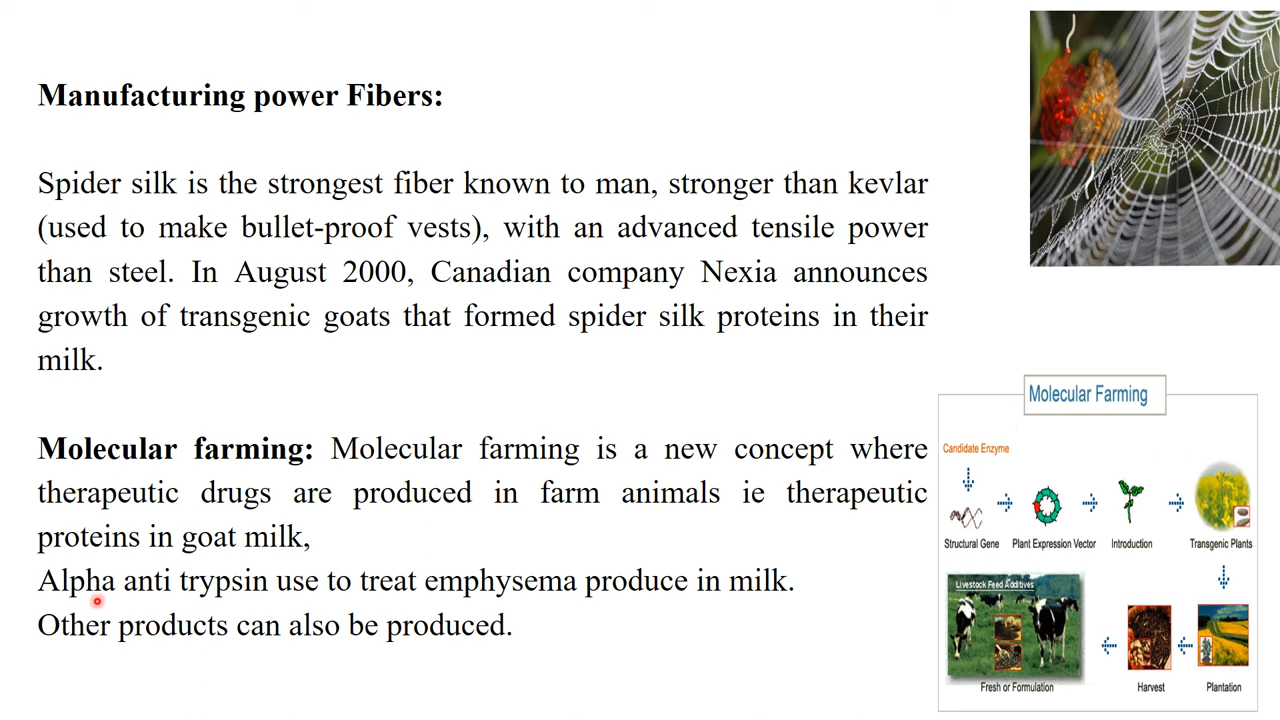 Manufacturing power Fibers:
Spider silk is the strongest fiber known to man, stronger than kevlar
(used to make bullet-proof vests), with an advanced tensile power
than steel. In August 2000, Canadian company Nexia announces
growth of transgenic goats that formed spider silk proteins in their
milk.
Molecular farming: Molecular farming is a new concept where
therapeutic drugs are produced in farm animals ie therapeutic
proteins in goat milk,
Alpha anti trypsin use to treat emphysema produce in milk.
Other products can also be produced.
Molecular Farming
Candidate Enzyme
Structural Gene
Plant Expression Vector
Introduction
Transgenic Plants
Livestock Feed Additives
Fresh or Formulation
Harvest
Plantation